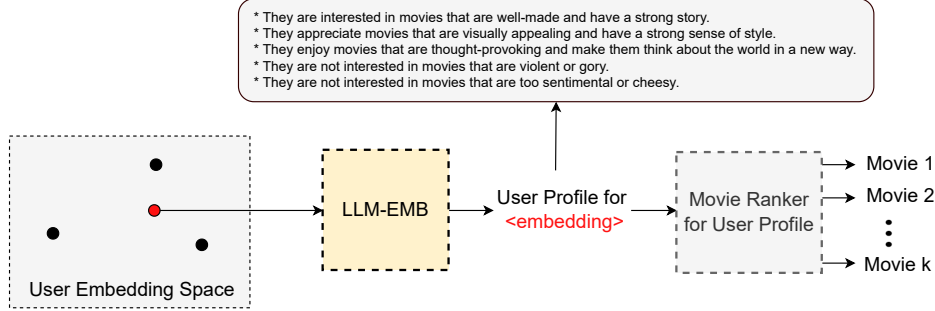 * They are interested in movies that are well-made and have a strong story.
* They appreciate movies that are visually appealing and have a strong sense of style.
* They enjoy movies that are thought-provoking and make them think about the world in a new way.
* They are not interested in movies that are violent or gory.
* They are not interested in movies that are too sentimental or cheesy.
User Embedding Space
LLM-EMB
User Profile for
<embedding>
Movie Ranker
for User Profile
Movie 1
Movie 2
Movie k